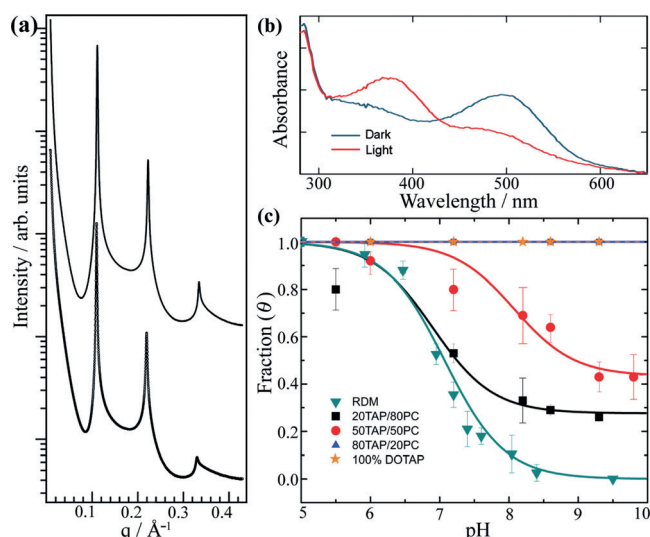 (a)
Intensity / arb. units
0.1 0.2 0.3 0.4
q / Å-1
(b)
Absorbance
Dark
Light
300 400 500 600
Wavelength / nm
(c)
Fraction (θ)
1.0
0.8
0.6
0.4
0.2
0.0
RDM
20TAP/80PC
50TAP/50PC
80TAP/20PC
100% DOTAP
5 6 7 8 9 10
pH